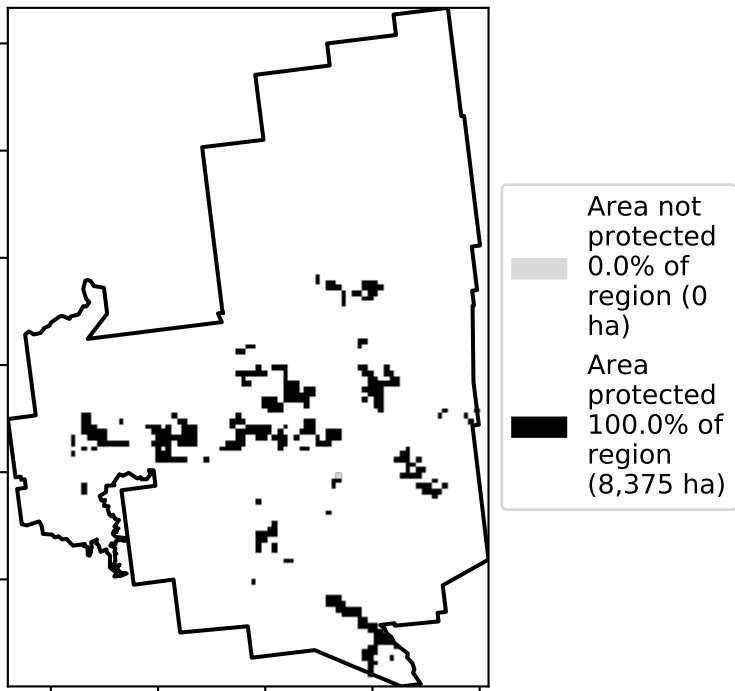 Area not
protected
0.0% of
region (0
ha)
Area
protected
100.0% of
region
(8,375 ha)